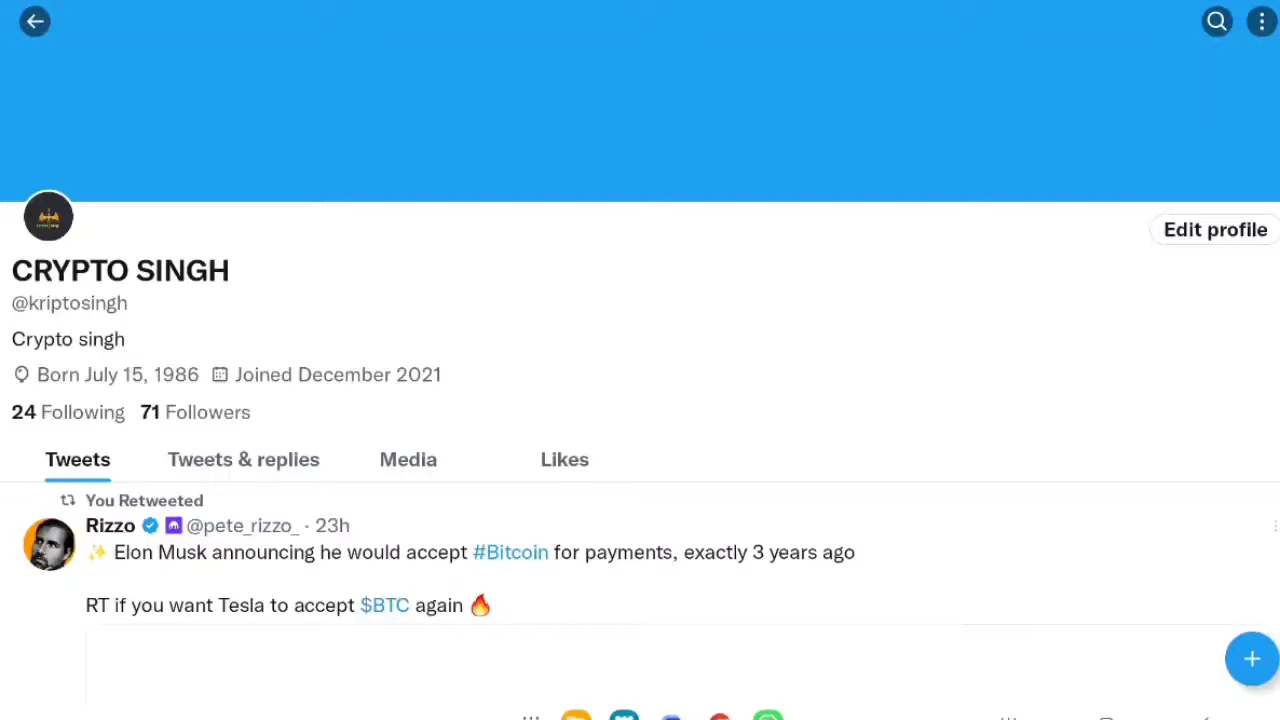 Edit profile
CRYPTO SINGH
@kriptosingh
Crypto singh
Born July 15, 1986 Joined December 2021
24 Following 71 Followers
Tweets Tweets & replies Media Likes
You Retweeted
Rizzo @pete_rizzo_ · 23h
✨ Elon Musk announcing he would accept #Bitcoin for payments, exactly 3 years ago
RT if you want Tesla to accept $BTC again 🔥